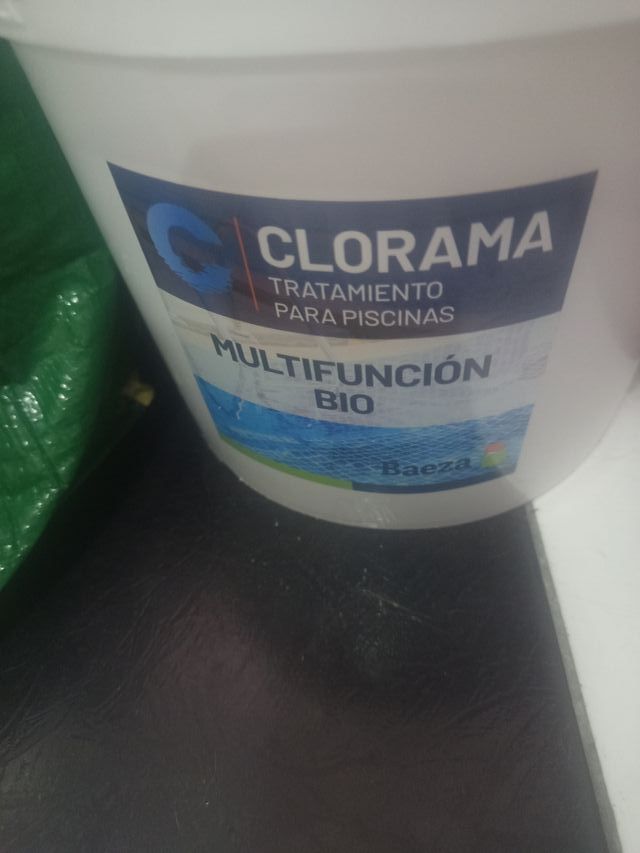 CLORAMA
TRATAMIENTO
PARA PISCINAS
MULTIFUNCIÓN
BIO
Baeza